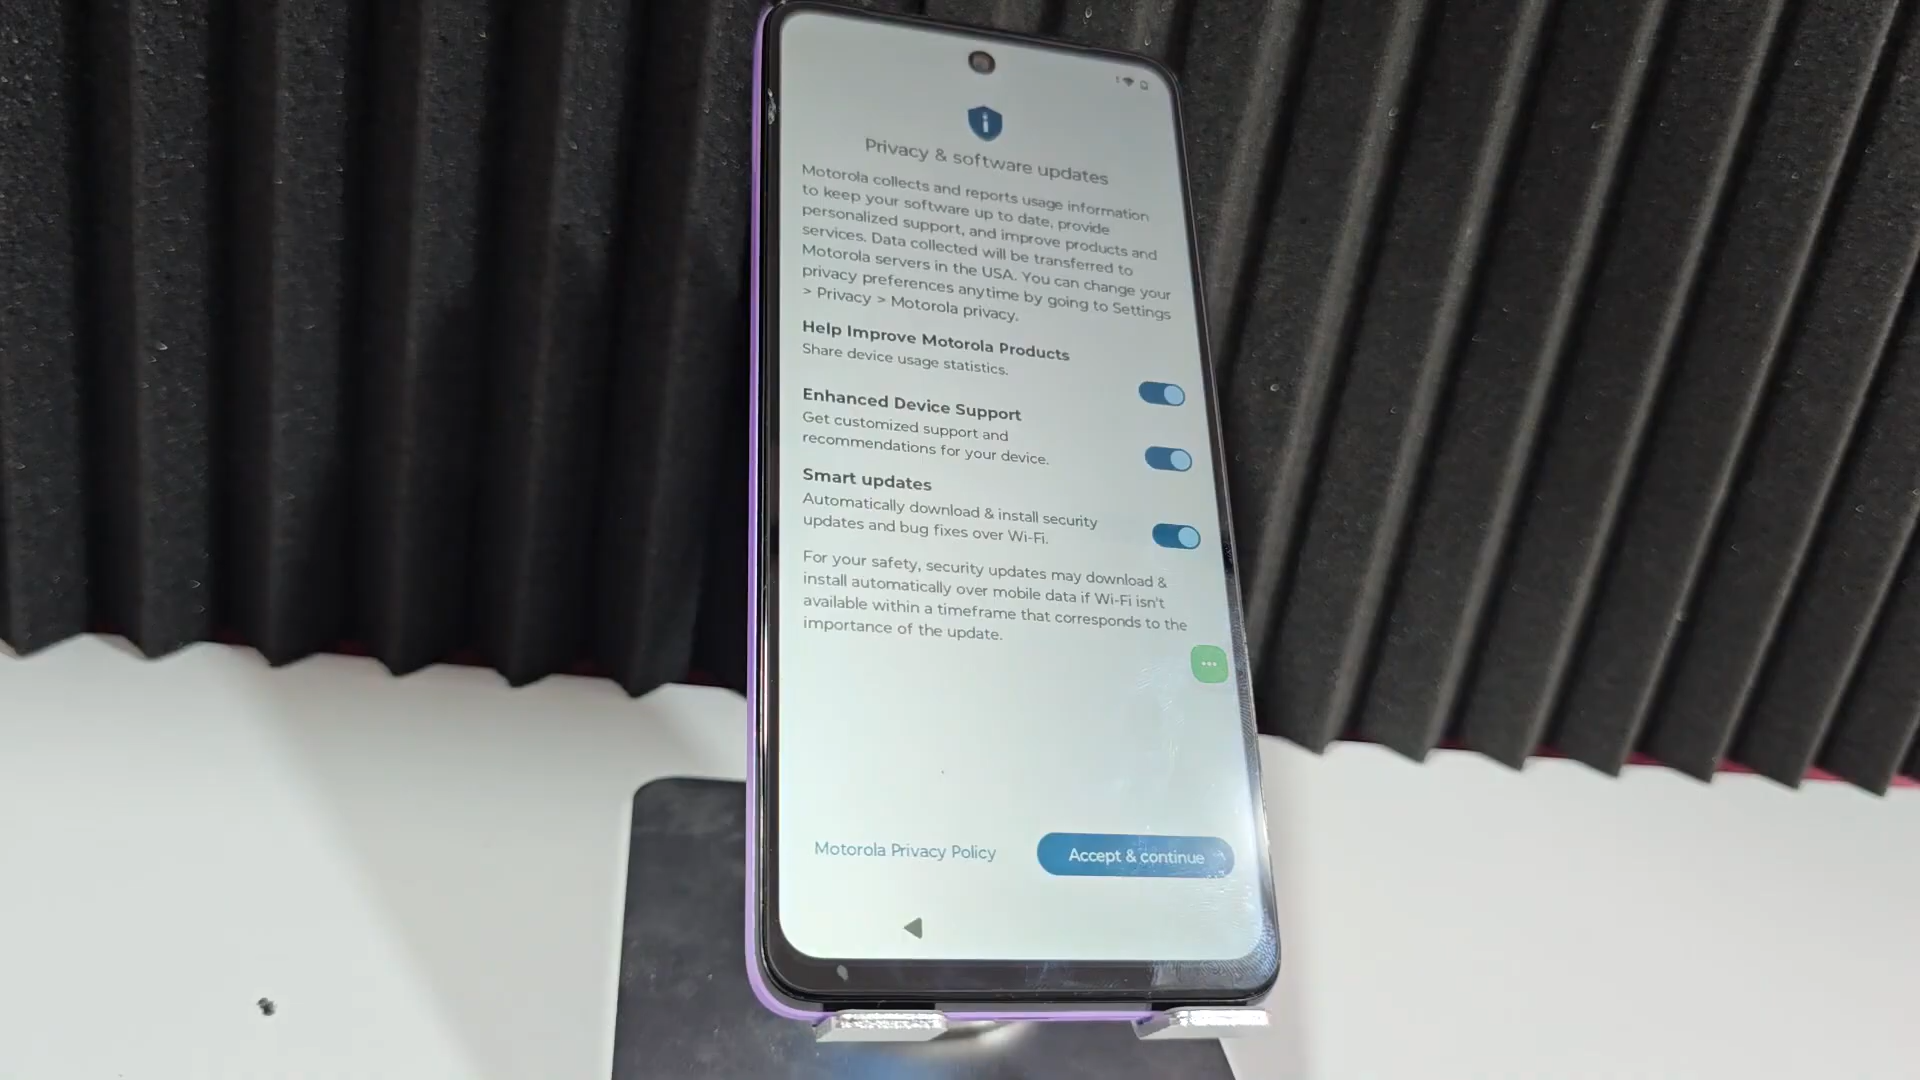 Privacy & software updates
Motorola collects and reports usage information
to keep your software up to date, provide
personalized support, and improve products and
services. Data collected will be transferred to
Motorola servers in the USA. You can change your
privacy preferences anytime by going to Settings
> Privacy > Motorola privacy.
Help Improve Motorola Products
Share device usage statistics.
Enhanced Device Support
Get customized support and
recommendations for your device.
Smart updates
Automatically download & install security
updates and bug fixes over Wi-Fi.
For your safety, security updates may download &
install automatically over mobile data if Wi-Fi isn't
available within a timeframe that corresponds to the
importance of the update.
Motorola Privacy Policy
Accept & continue